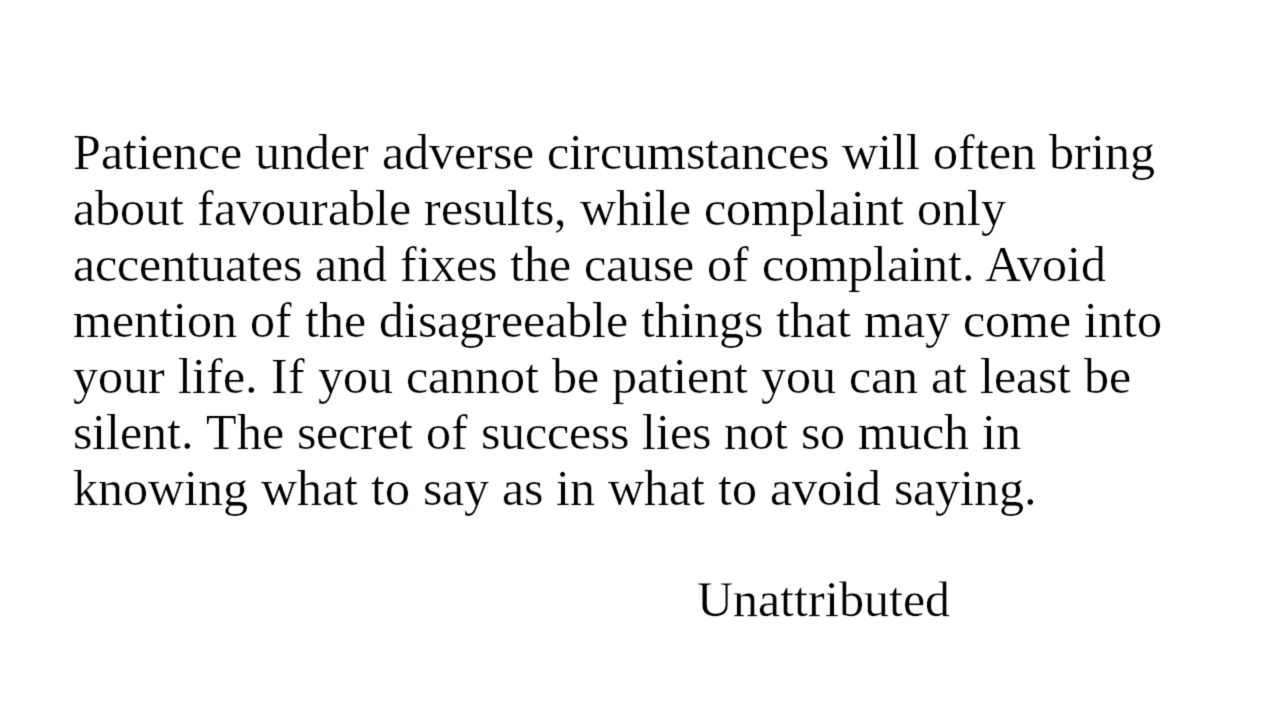 Patience under adverse circumstances will often bring
about favourable results, while complaint only
accentuates and fixes the cause of complaint. Avoid
mention of the disagreeable things that may come into
your life. If you cannot be patient you can at least be
silent. The secret of success lies not so much in
knowing what to say as in what to avoid saying.
Unattributed